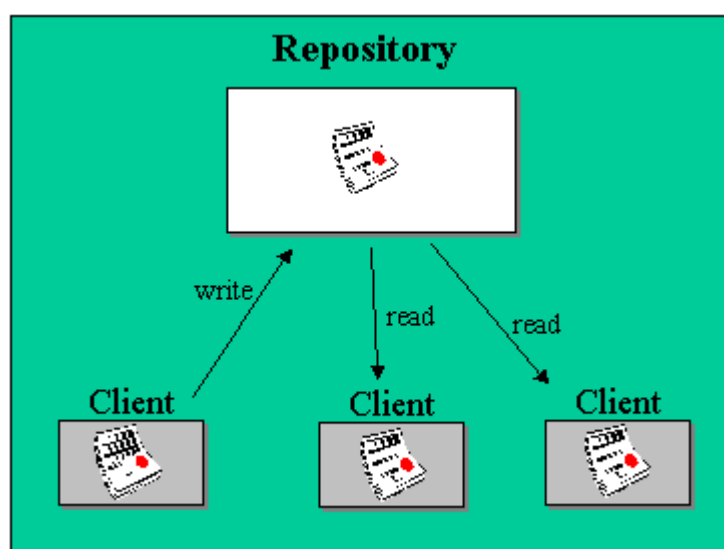 Repository
write
read
read
Client
Client
Client